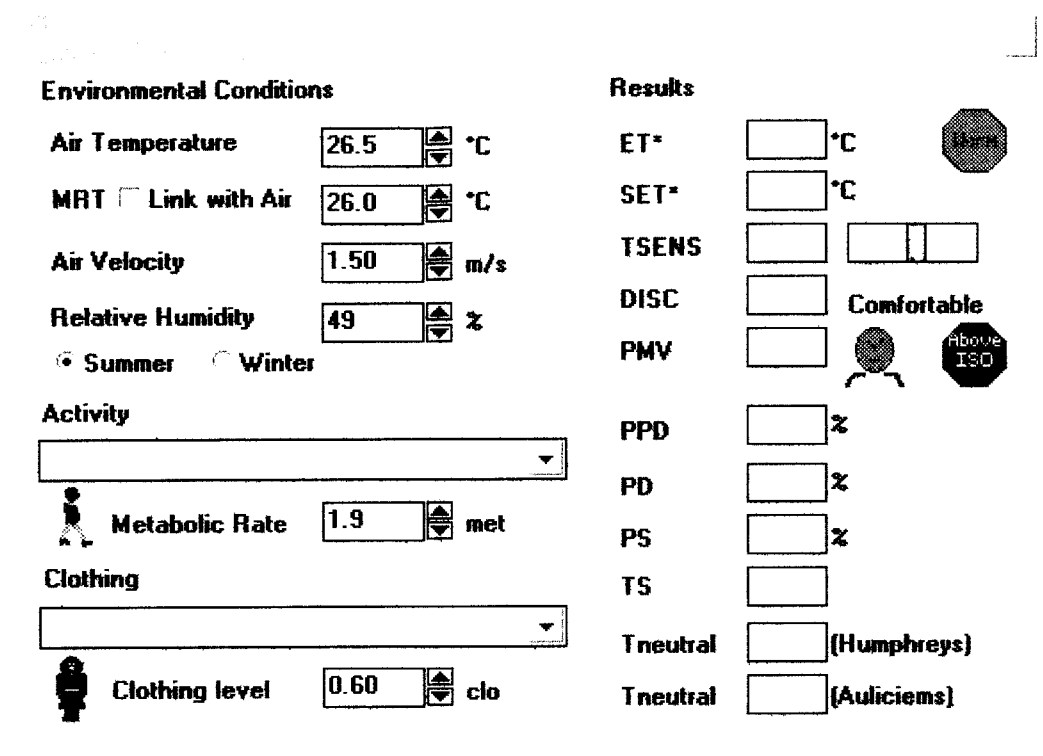 Environmental Conditions
Air Temperature 26.5 °C
MRT Link with Air 26.0 °C
Air Velocity 1.50 m/s
Relative Humidity 49 %
Summer Winter
Activity
Metabolic Rate 1.9 met
Clothing
Clothing level 0.60 clo
Results
ET* °C
SET* °C
TSENS
DISC Comfortable
PMV Above
ISO
PPD %
PD %
PS %
TS
Tneutral (Humphreys)
Tneutral (Auliciems)